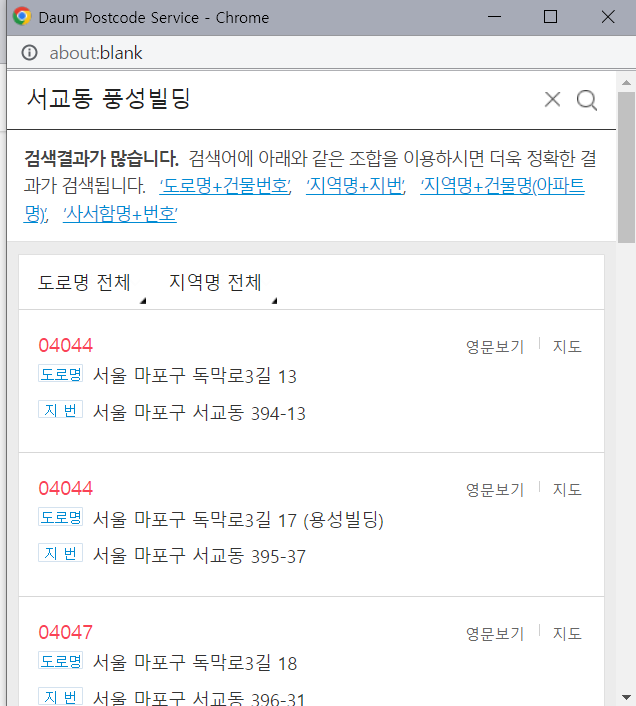 Daum Postcode Service - Chrome
about:blank
서교동 풍성빌딩
검색결과가 많습니다. 검색어에 아래와 같은 조합을 이용하시면 더욱 정확한 결
과가 검색됩니다. '도로명+건물번호', '지역명+지번', '지역명+건물명(아파트
명)', '사서함명+번호'
도로명 전체 지역명 전체
04044 영문보기 지도
도로명 서울 마포구 독막로3길 13
지 번 서울 마포구 서교동 394-13
04044 영문보기 지도
도로명 서울 마포구 독막로3길 17 (용성빌딩)
지 번 서울 마포구 서교동 395-37
04047 영문보기 지도
도로명 서울 마포구 독막로3길 18
지 번 서울 마포구 서교동 396-31